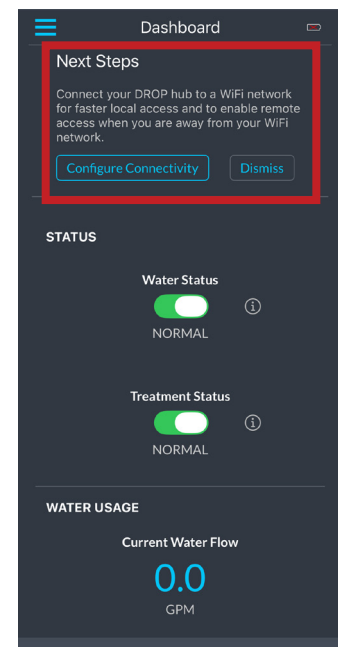 Dashboard
Next Steps
Connect your DROP hub to a WiFi network
for faster local access and to enable remote
access when you are away from your WiFi
network.
Configure Connectivity
Dismiss
STATUS
Water Status
NORMAL
Treatment Status
NORMAL
WATER USAGE
Current Water Flow
0.0
GPM